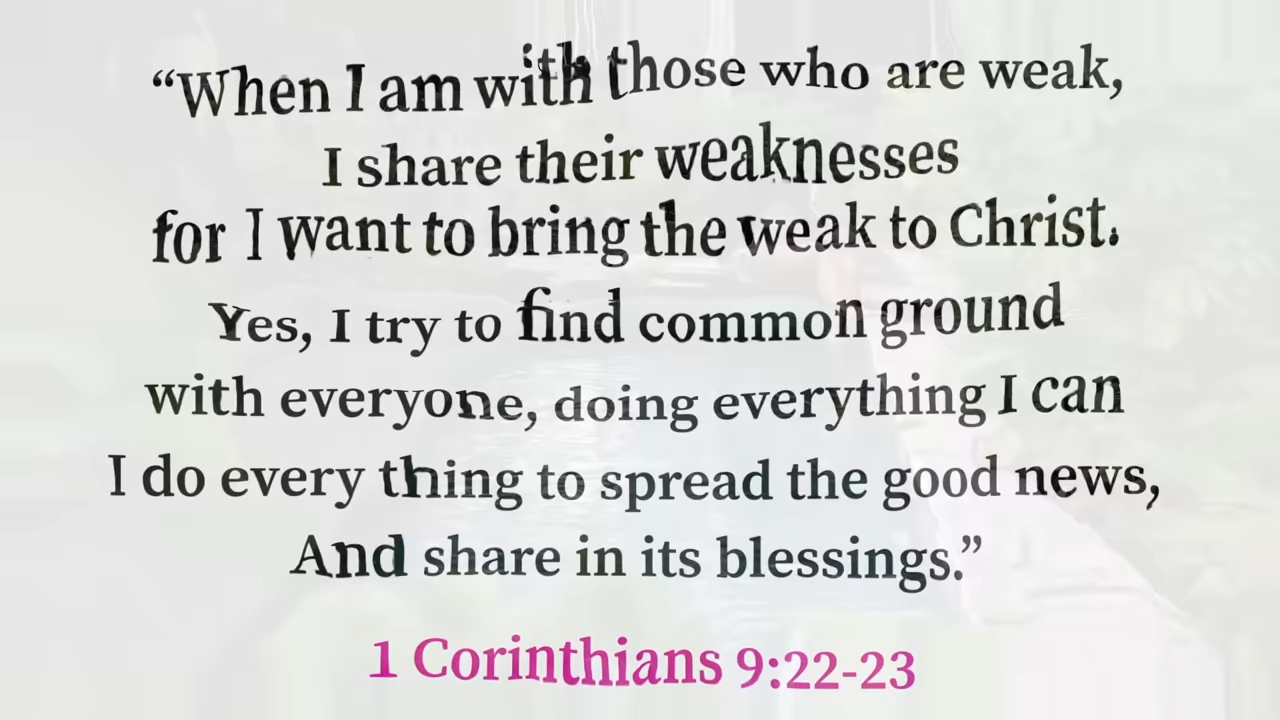 “When I am with those who are weak,
I share their weaknesses
for I want to bring the weak to Christ.
Yes, I try to find common ground
with everyone, doing everything I can
I do every thing to spread the good news,
And share in its blessings.”
1 Corinthians 9:22-23